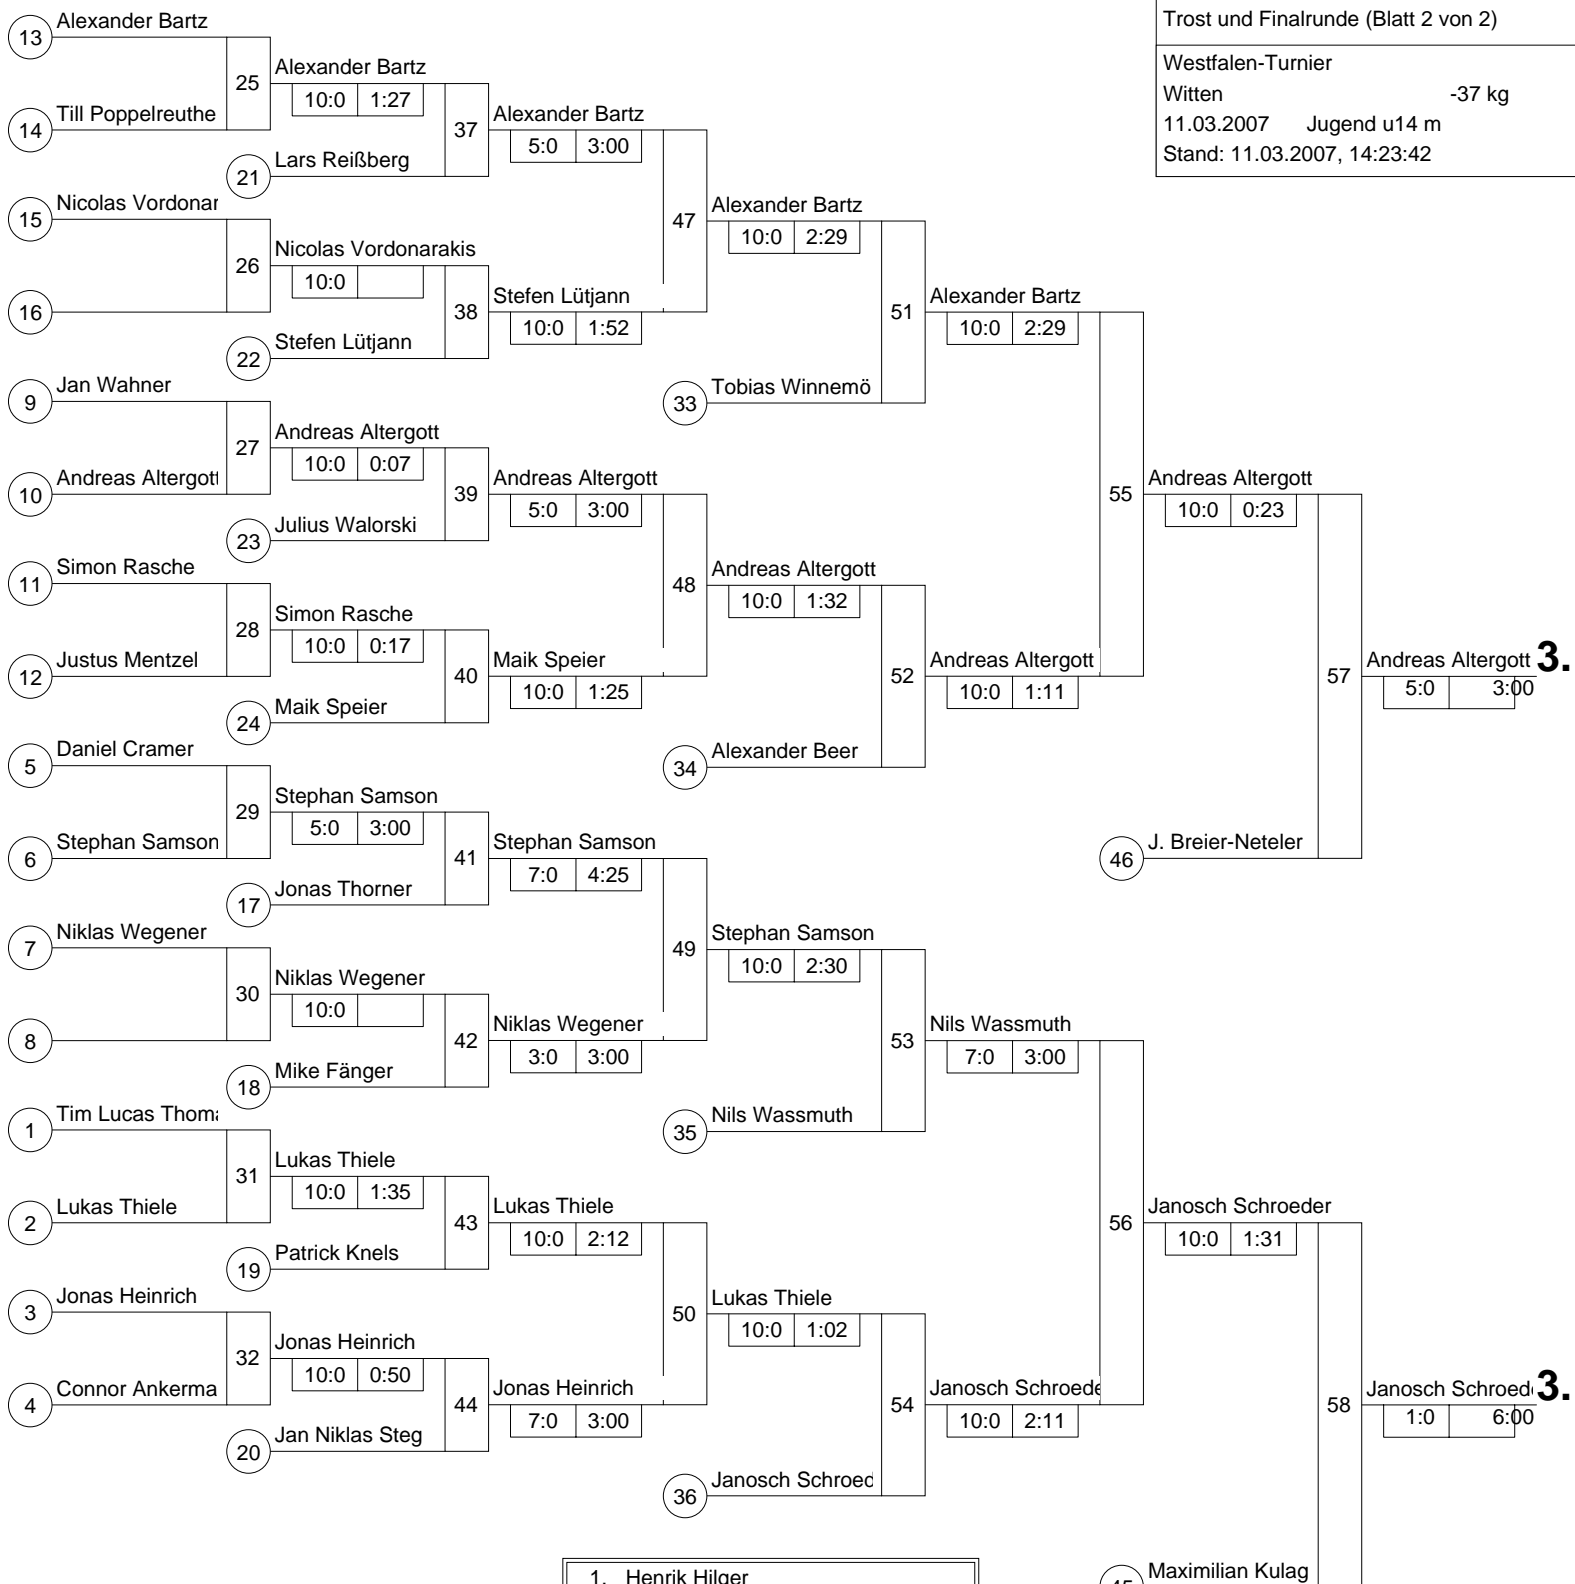 Trost und Finalrunde (Blatt 2 von 2)
Westfalen-Turnier
Witten -37 kg
11.03.2007 Jugend u14 m
Stand: 11.03.2007, 14:23:42
13 Alexander Bartz
25 Alexander Bartz
10:0 1:27
14 Till Poppelreuthe
37 Alexander Bartz
5:0 3:00
21 Lars Reißberg
15 Nicolas Vordonar
47 Alexander Bartz
10:0 2:29
26 Nicolas Vordonarakis
10:0
16
38 Stefen Lütjann
10:0 1:52
22 Stefen Lütjann
51 Alexander Bartz
10:0 2:29
9 Jan Wahner
33 Tobias Winnemö
27 Andreas Altergott
10:0 0:07
10 Andreas Altergott
39 Andreas Altergott
5:0 3:00
23 Julius Walorski
55 Andreas Altergott
10:0 0:23
11 Simon Rasche
48 Andreas Altergott
10:0 1:32
28 Simon Rasche
10:0 0:17
12 Justus Mentzel
40 Maik Speier
10:0 1:25
24 Maik Speier
52 Andreas Altergott
10:0 1:11
57 Andreas Altergott 3.
5:0 3:00
5 Daniel Cramer
34 Alexander Beer
29 Stephan Samson
5:0 3:00
6 Stephan Samson
41 Stephan Samson
7:0 4:25
46 J. Breier-Neteler
17 Jonas Thorner
7 Niklas Wegener
49 Stephan Samson
10:0 2:30
30 Niklas Wegener
10:0
8
42 Niklas Wegener
3:0 3:00
18 Mike Fänger
53 Nils Wassmuth
7:0 3:00
1 Tim Lucas Thoma
35 Nils Wassmuth
31 Lukas Thiele
10:0 1:35
2 Lukas Thiele
43 Lukas Thiele
10:0 2:12
19 Patrick Knels
56 Janosch Schroeder
10:0 1:31
3 Jonas Heinrich
50 Lukas Thiele
10:0 1:02
32 Jonas Heinrich
10:0 0:50
4 Connor Ankerma
44 Jonas Heinrich
7:0 3:00
20 Jan Niklas Steg
54 Janosch Schroede
10:0 2:11
58 Janosch Schroede 3.
1:0 6:00
36 Janosch Schroed
1. Henrik Hilger
45 Maximilian Kulag